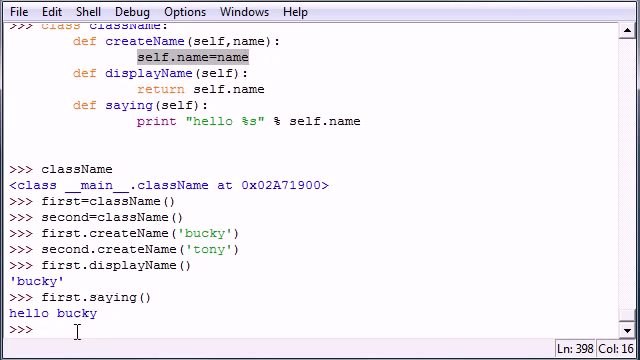 File Edit Shell Debug Options Windows Help
>>> class className:
def createName(self,name):
self.name=name
def displayName(self):
return self.name
def saying(self):
print "hello %s" % self.name
>>> className
<class __main__.className at 0x02A71900>
>>> first=className()
>>> second=className()
>>> first.createName('bucky')
>>> second.createName('tony')
>>> first.displayName()
'bucky'
>>> first.saying()
hello bucky
>>>
Ln: 398 Col: 16